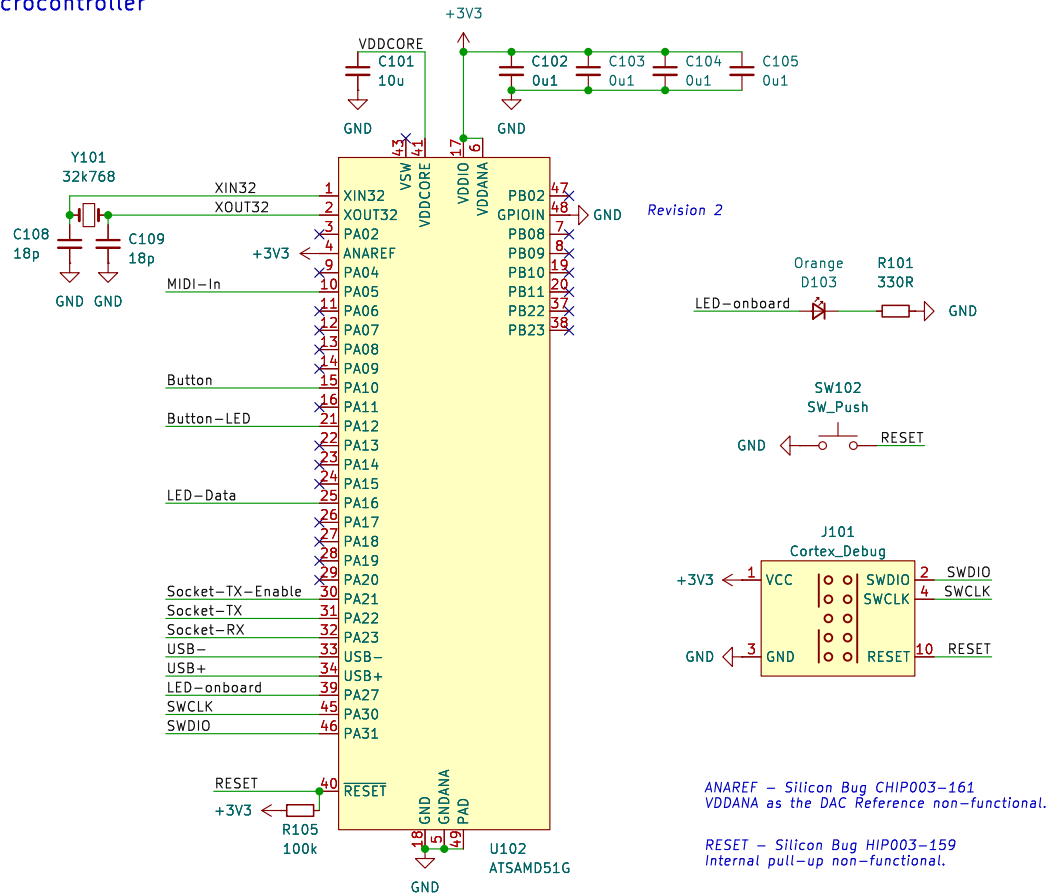 crocontroller
+3V3
VDDCORE
C101
10u
GND
C102
0u1
C103
0u1
C104
0u1
C105
0u1
GND
43
41
17
6
VSW
VDDCORE
VDDIO
VDDANA
Y101
32k768
XIN32
XOUT32
C108
18p
C109
18p
GND
GND
+3V3
MIDI-In
Button
Button-LED
LED-Data
Socket-TX-Enable
Socket-TX
Socket-RX
USB-
USB+
LED-onboard
SWCLK
SWDIO
RESET
+3V3
R105
100k
1 XIN32
2 XOUT32
3 PA02
4 ANAREF
9 PA04
10 PA05
11 PA06
12 PA07
13 PA08
14 PA09
15 PA10
16 PA11
21 PA12
22 PA13
23 PA14
24 PA15
25 PA16
26 PA17
27 PA18
28 PA19
29 PA20
30 PA21
31 PA22
32 PA23
33 USB-
34 USB+
39 PA27
45 PA30
46 PA31
40 RESET
PB02 47
GPIOIN 48
PB08 7
PB09 8
PB10 19
PB11 20
PB22 37
PB23 38
GND
GND
GNDANA
PAD
18
5
49
GND
U102
ATSAMD51G
Revision 2
Orange
D103
R101
330R
LED-onboard
GND
SW102
SW_Push
GND
RESET
J101
Cortex_Debug
+3V3
1
VCC
SWDIO
2
SWDIO
SWCLK
4
SWCLK
GND
3
GND
RESET
10
RESET
ANAREF - Silicon Bug CHIP003-161
VDDANA as the DAC Reference non-functional.
RESET - Silicon Bug HIP003-159
Internal pull-up non-functional.